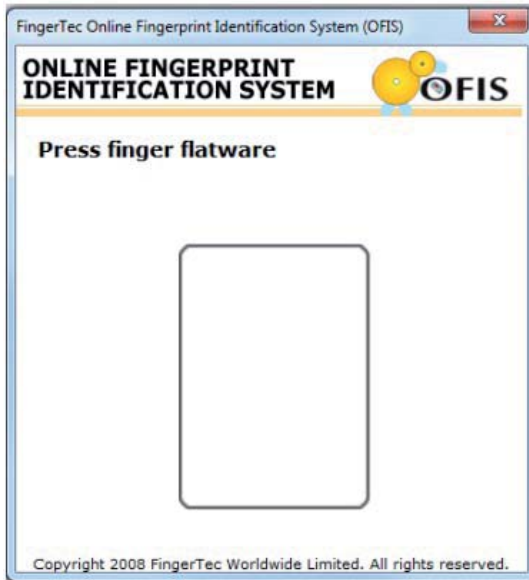 FingerTec Online Fingerprint Identification System (OFIS)
ONLINE FINGERPRINT
IDENTIFICATION SYSTEM
OFIS
Press finger flatware
Copyright 2008 FingerTec Worldwide Limited. All rights reserved.